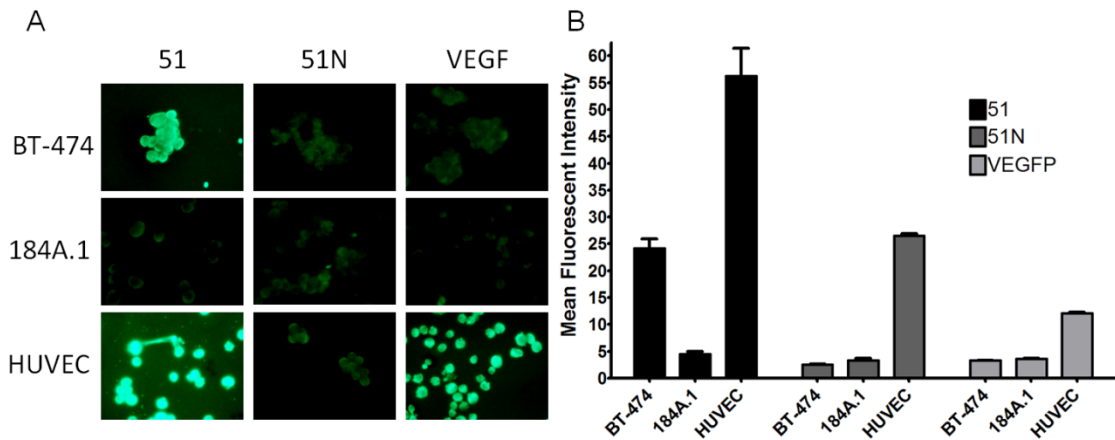 A
51 51N VEGF
BT-474
184A.1
HUVEC
B
Mean Fluorescent Intensity
60
55
50
45
40
35
30
25
20
15
10
5
0
51
51N
VEGFP
BT-474 184A.1 HUVEC BT-474 184A.1 HUVEC BT-474 184A.1 HUVEC